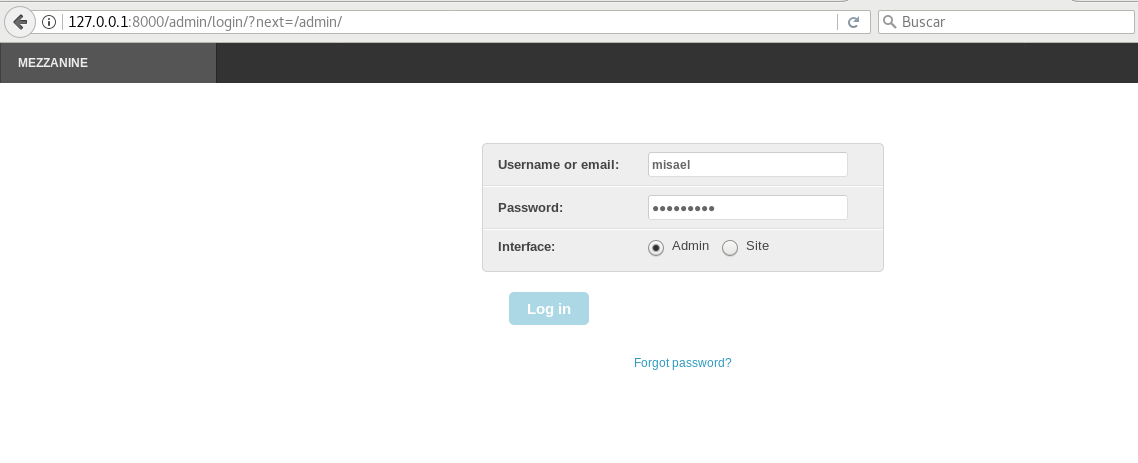 127.0.0.1:8000/admin/login/?next=/admin/ Buscar
MEZZANINE
Username or email: misael
Password: •••••••••
Interface: Admin Site
Log in
Forgot password?